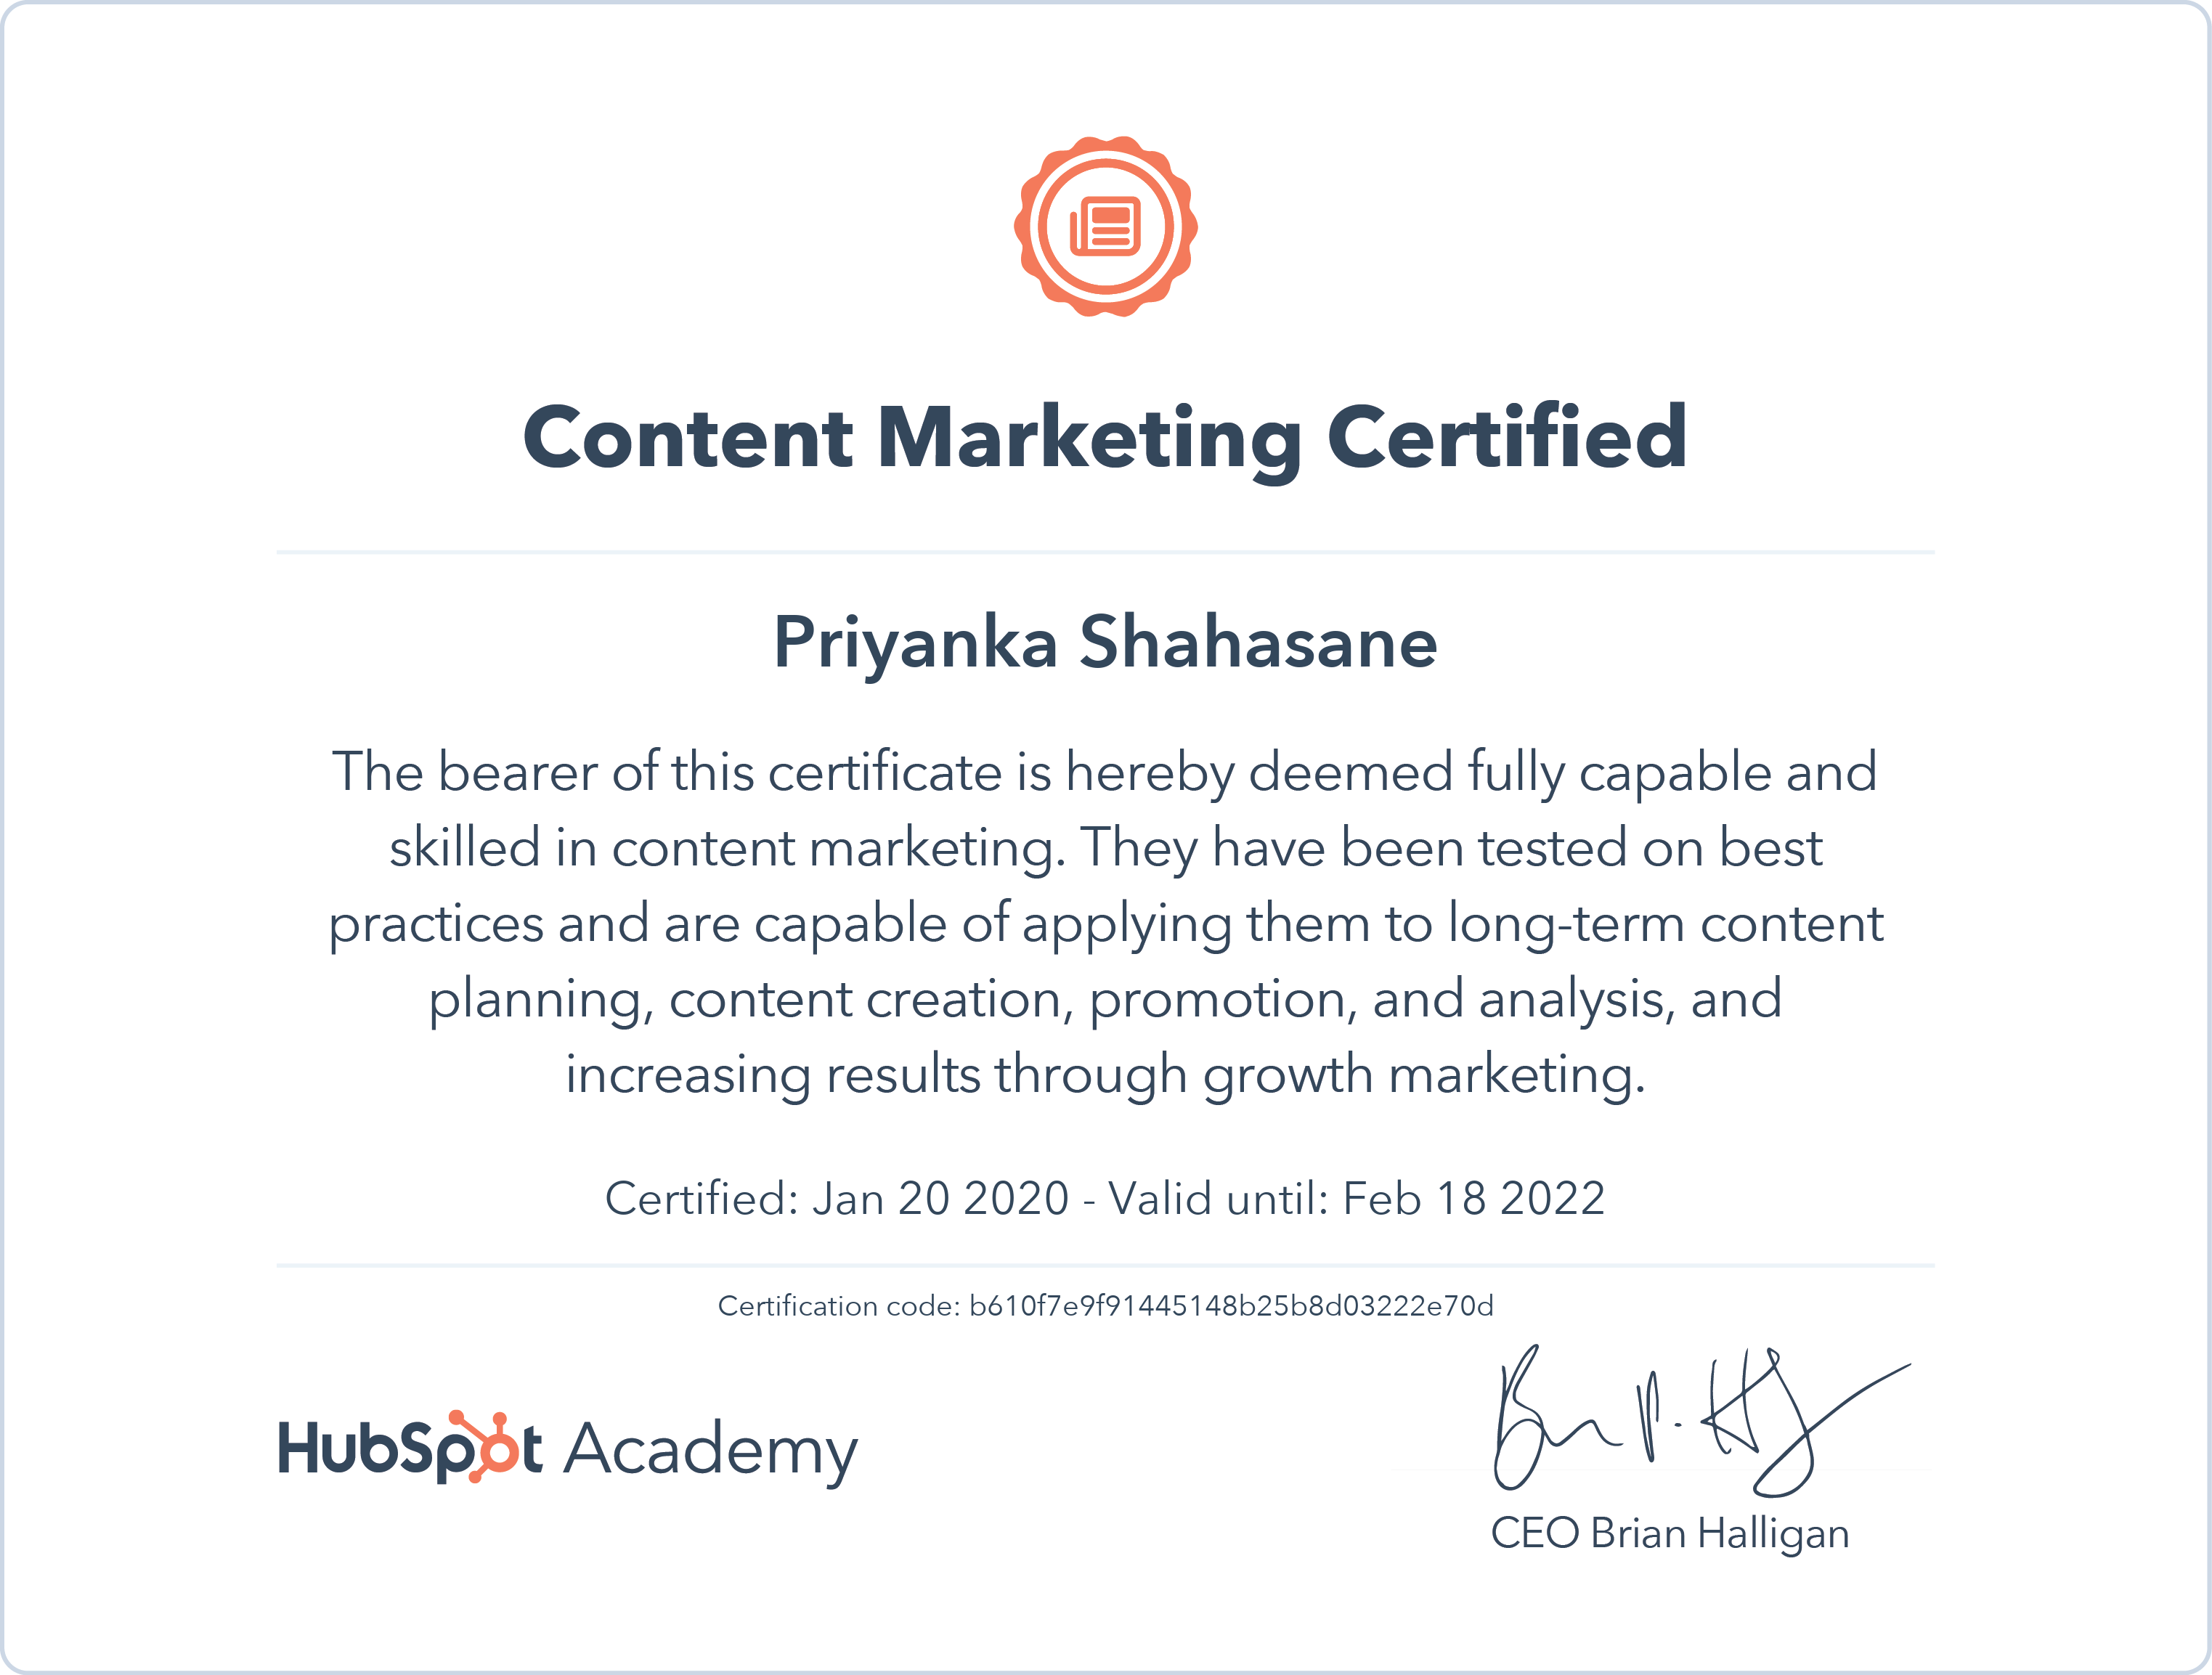 Content Marketing Certified
Priyanka Shahasane
The bearer of this certificate is hereby deemed fully capable and
skilled in content marketing. They have been tested on best
practices and are capable of applying them to long-term content
planning, content creation, promotion, and analysis, and
increasing results through growth marketing.
Certified: Jan 20 2020 - Valid until: Feb 18 2022
Certification code: b610f7e9f91445148b25b8d03222e70d
HubSpot Academy
CEO Brian Halligan